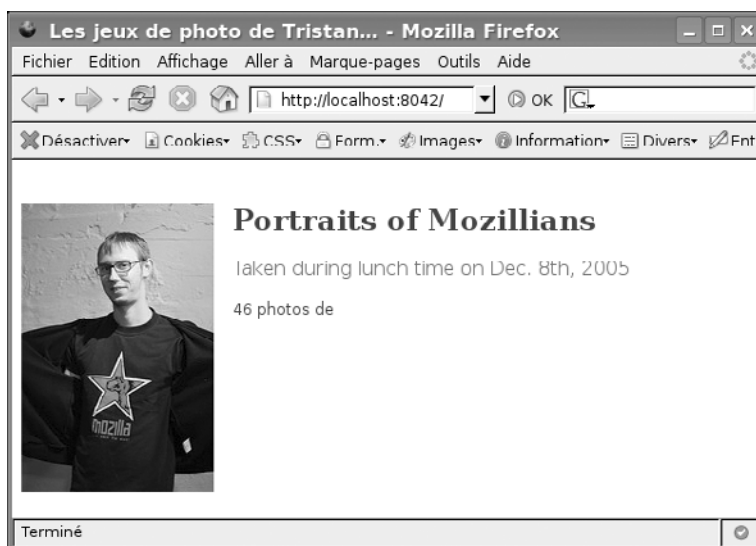 Les jeux de photo de Tristan... - Mozilla Firefox
Fichier Edition Affichage Aller à Marque-pages Outils Aide
http://localhost:8042/ OK G
Désactiver Cookies CSS Form. Images Information Divers Ent
Portraits of Mozillians
Taken during lunch time on Dec. 8th, 2005
46 photos de
mozilla
Terminé